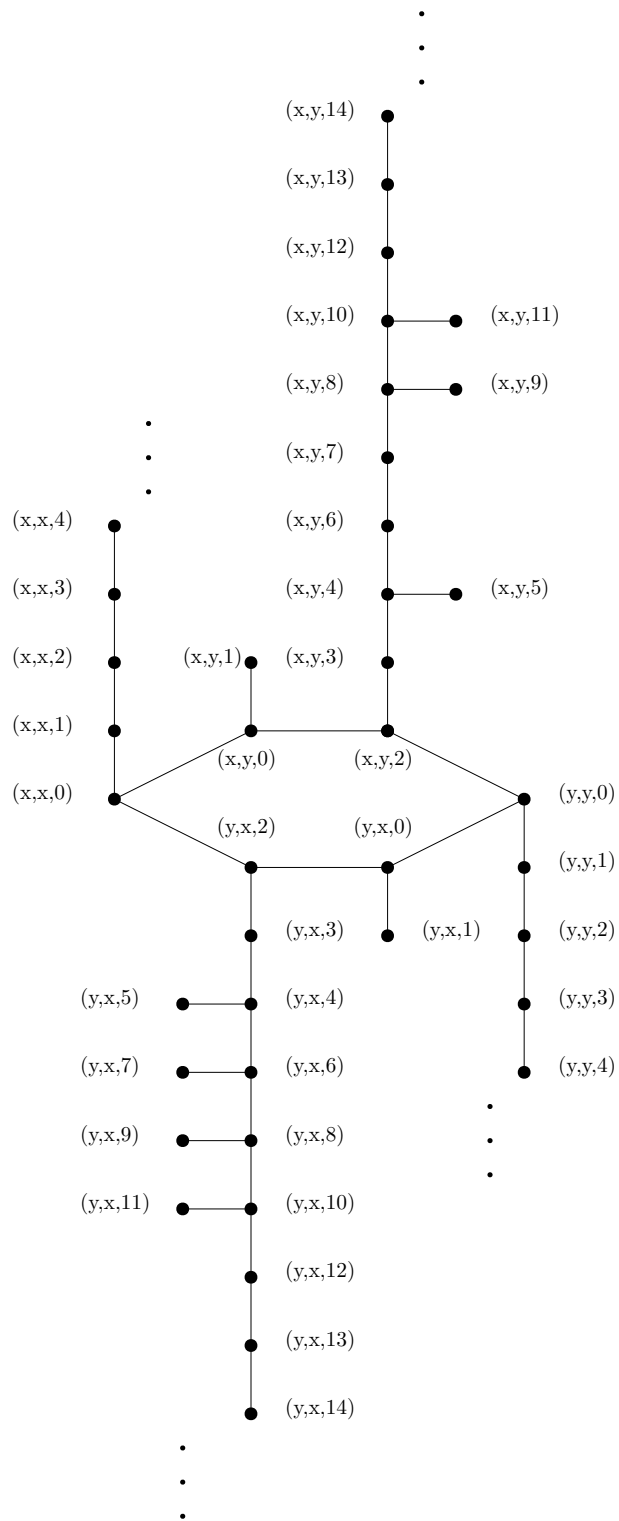 (x,y,14)
(x,y,13)
(x,y,12)
(x,y,10) (x,y,11)
(x,y,8) (x,y,9)
(x,y,7)
(x,x,4) (x,y,6)
(x,x,3) (x,y,4) (x,y,5)
(x,x,2) (x,y,1) (x,y,3)
(x,x,1)
(x,y,0) (x,y,2)
(x,x,0) (y,y,0)
(y,x,2) (y,x,0)
(y,y,1)
(y,x,3) (y,x,1) (y,y,2)
(y,x,5) (y,x,4) (y,y,3)
(y,x,7) (y,x,6) (y,y,4)
(y,x,9) (y,x,8)
(y,x,11) (y,x,10)
(y,x,12)
(y,x,13)
(y,x,14)